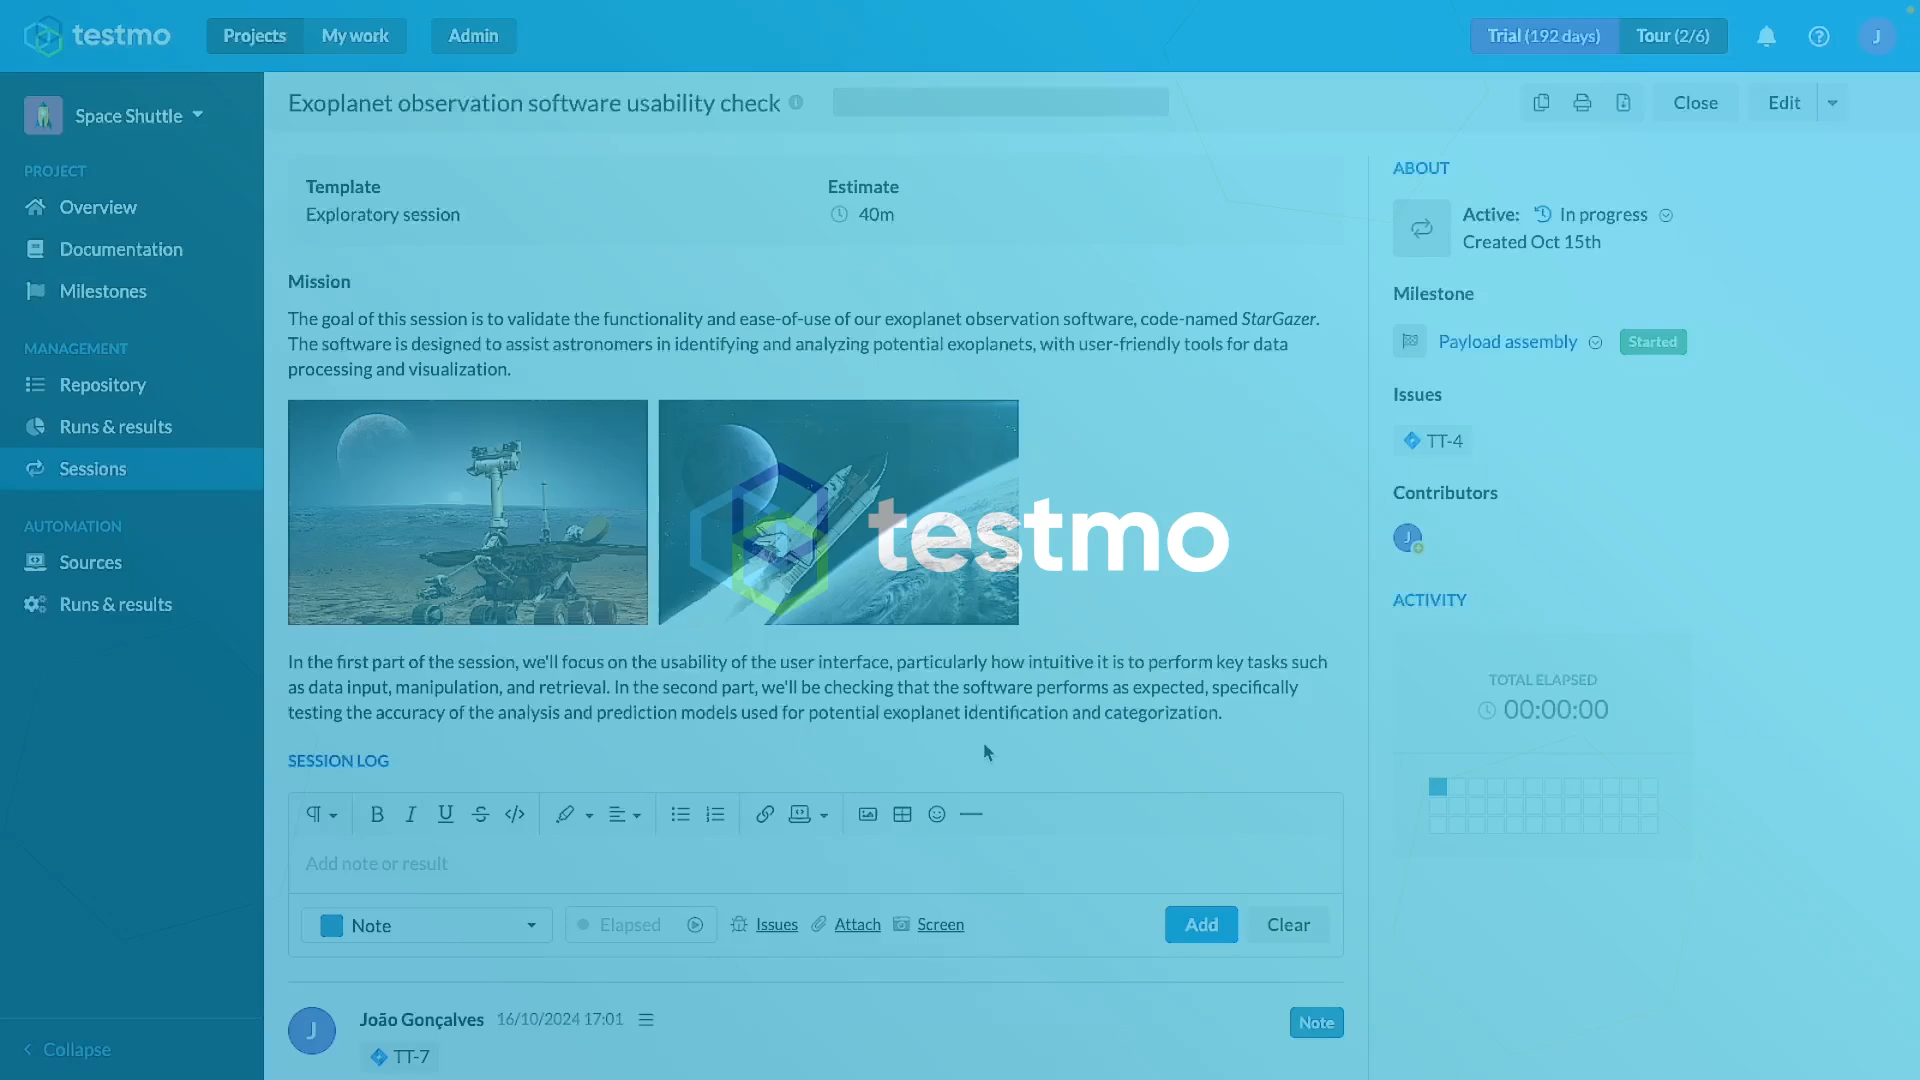 testmo
Projects
My work
Admin
Trial (192 days)
Tour (2/6)
J
Space Shuttle
PROJECT
Overview
Documentation
Milestones
MANAGEMENT
Repository
Runs & results
Sessions
AUTOMATION
Sources
Runs & results
Collapse
Exoplanet observation software usability check
Close
Edit
Template
Exploratory session
Estimate
40m
Mission
The goal of this session is to validate the functionality and ease-of-use of our exoplanet observation software, code-named StarGazer.
The software is designed to assist astronomers in identifying and analyzing potential exoplanets, with user-friendly tools for data
processing and visualization.
testmo
In the first part of the session, we'll focus on the usability of the user interface, particularly how intuitive it is to perform key tasks such
as data input, manipulation, and retrieval. In the second part, we'll be checking that the software performs as expected, specifically
testing the accuracy of the analysis and prediction models used for potential exoplanet identification and categorization.
SESSION LOG
Add note or result
Note
Elapsed
Issues
Attach
Screen
Add
Clear
J
João Gonçalves
16/10/2024 17:01
Note
TT-7
ABOUT
Active: In progress
Created Oct 15th
Milestone
Payload assembly
Started
Issues
TT-4
Contributors
J
ACTIVITY
TOTAL ELAPSED
00:00:00